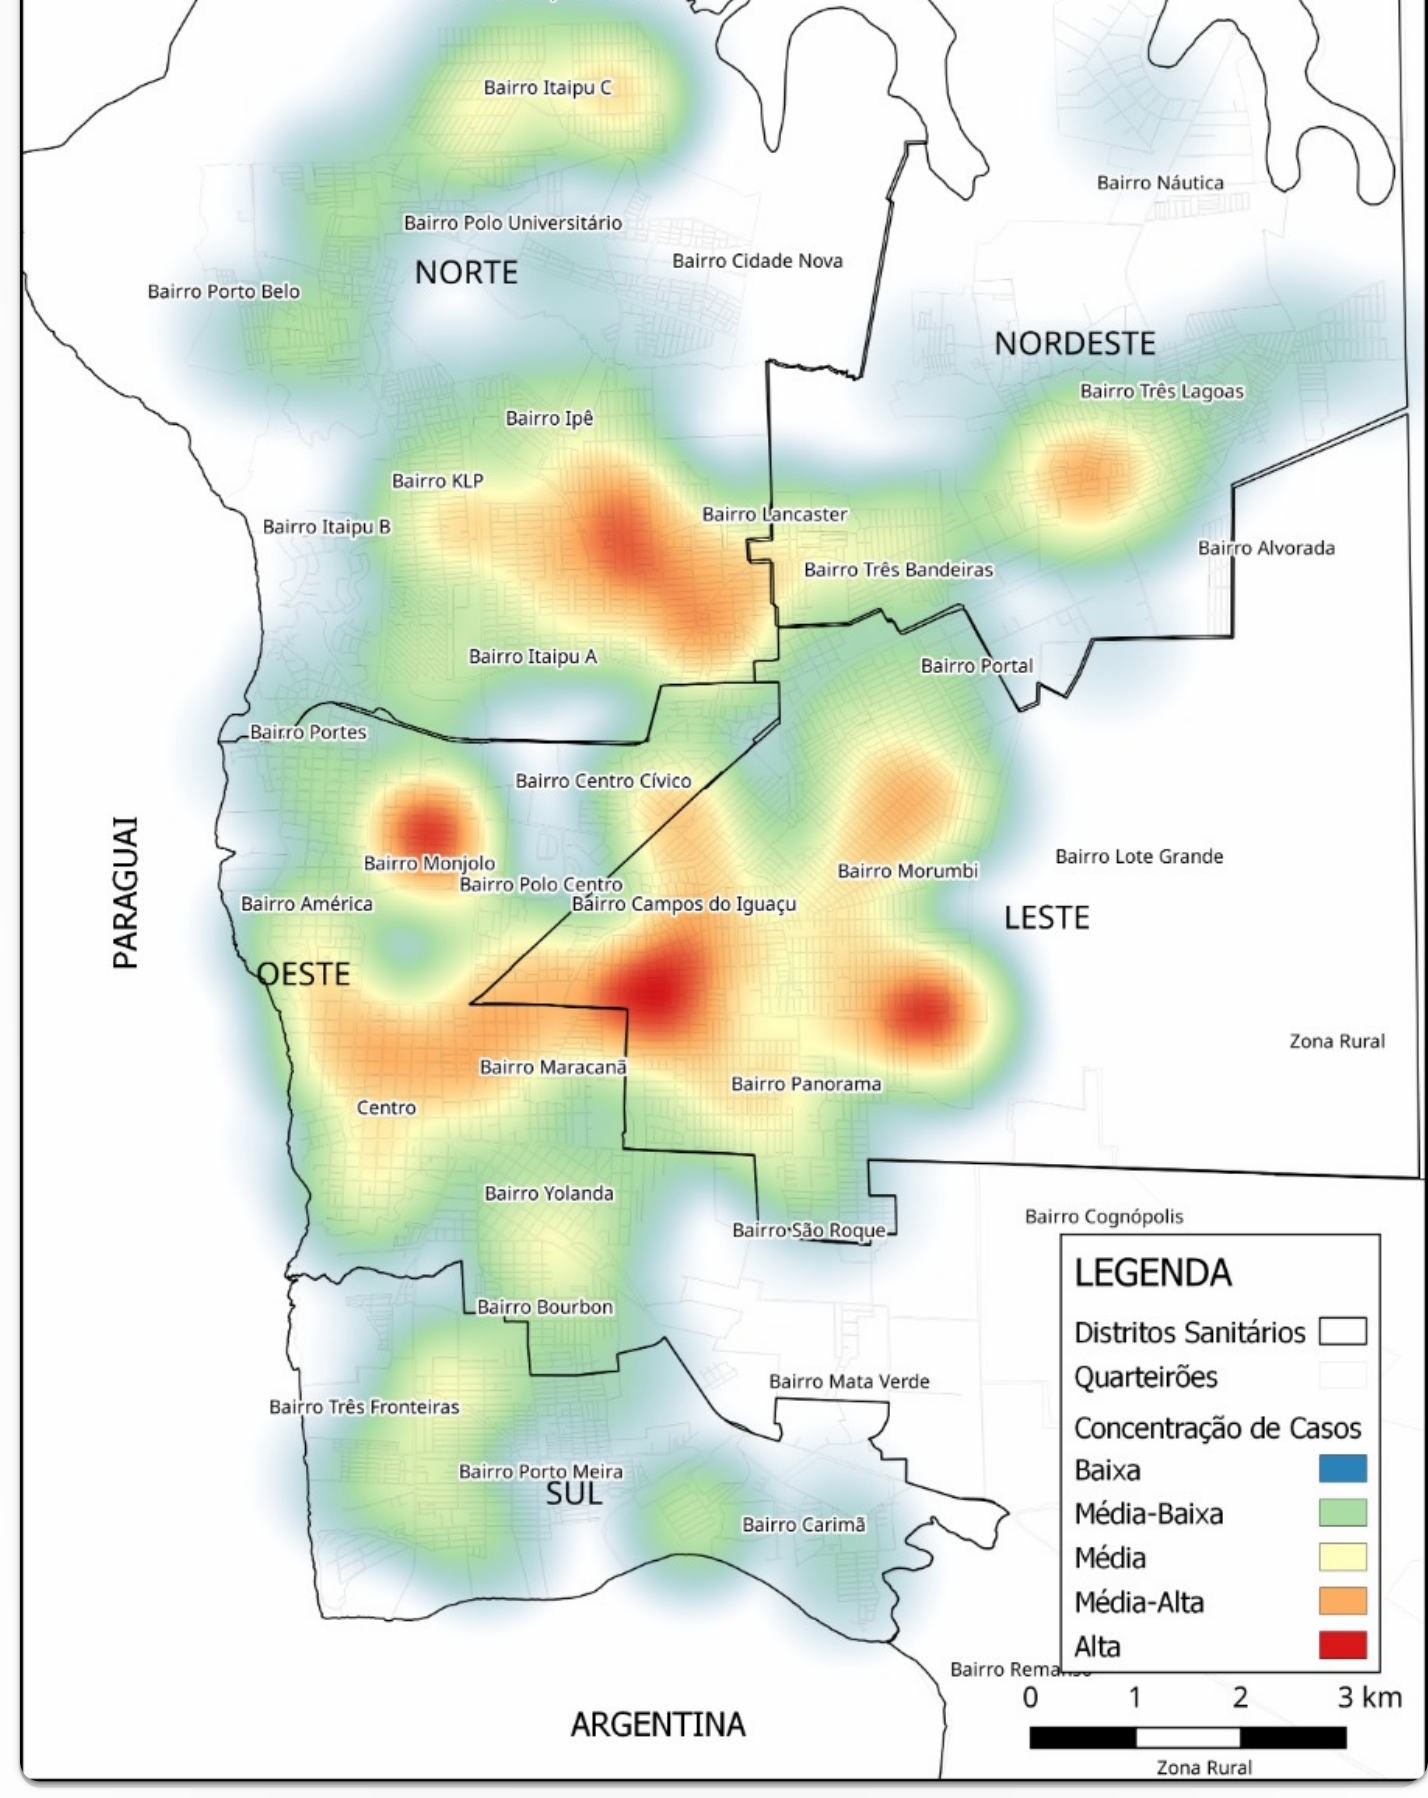 Bairro Itaipu C
Bairro Náutica
Bairro Polo Universitário
Bairro Cidade Nova
NORTE
Bairro Porto Belo
NORDESTE
Bairro Três Lagoas
Bairro Ipê
Bairro KLP
Bairro Lancaster
Bairro Itaipu B
Bairro Alvorada
Bairro Três Bandeiras
Bairro Itaipu A
Bairro Portal
Bairro Portes
Bairro Centro Cívico
PARAGUAI
Bairro Monjolo
Bairro Lote Grande
Bairro Morumbi
Bairro Polo Centro
Bairro América
Bairro Campos do Iguaçu
LESTE
OESTE
Zona Rural
Bairro Maracanã
Bairro Panorama
Centro
Bairro Yolanda
Bairro Cognópolis
Bairro São Roque
LEGENDA
Distritos Sanitários
Quarteirões
Concentração de Casos
Baixa
Média-Baixa
Média
Média-Alta
Alta
Bairro Bourbon
Bairro Mata Verde
Bairro Três Fronteiras
Bairro Porto Meira
SUL
Bairro Carimã
Bairro Remanso
0 1 2 3 km
ARGENTINA
Zona Rural